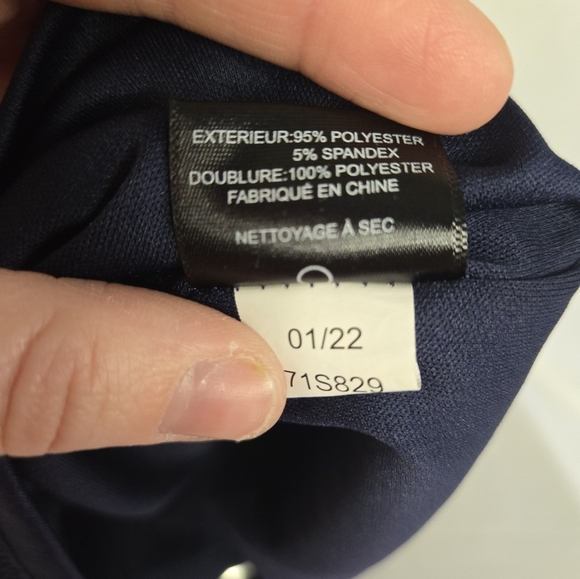 EXTERIEUR:95% POLYESTER
5% SPANDEX
DOUBLURE:100% POLYESTER
FABRIQUÉ EN CHINE
NETTOYAGE À SEC
01/22
71S829